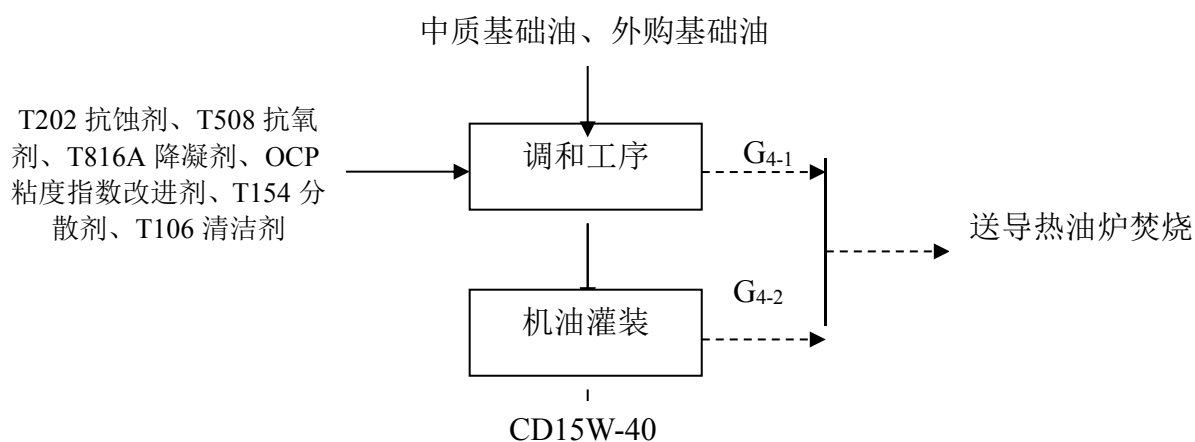 中质基础油、外购基础油
T202 抗蚀剂、T508 抗氧
剂、T816A 降凝剂、OCP
粘度指数改进剂、T154 分
散剂、T106 清洁剂
调和工序
G4-1
送导热油炉焚烧
G4-2
机油灌装
CD15W-40